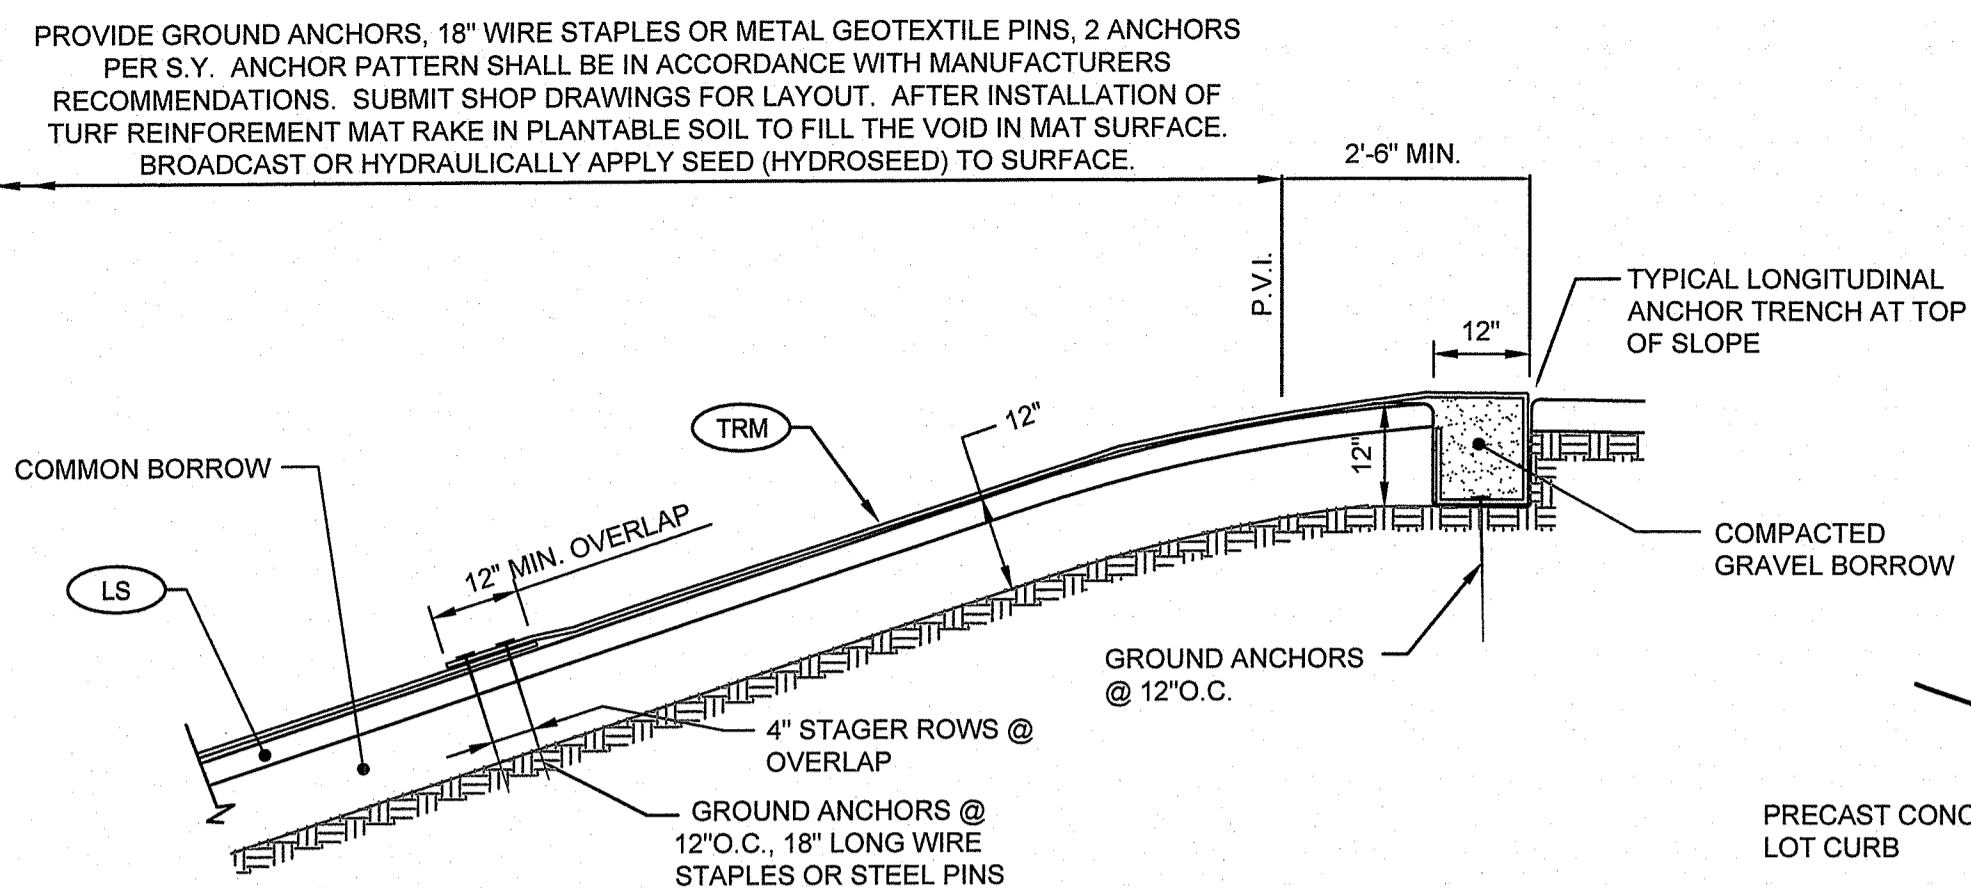 PROVIDE GROUND ANCHORS, 18" WIRE STAPLES OR METAL GEOTEXTILE PINS, 2 ANCHORS
PER S.Y. ANCHOR PATTERN SHALL BE IN ACCORDANCE WITH MANUFACTURERS
RECOMMENDATIONS. SUBMIT SHOP DRAWINGS FOR LAYOUT. AFTER INSTALLATION OF
TURF REINFOREMENT MAT RAKE IN PLANTABLE SOIL TO FILL THE VOID IN MAT SURFACE.
BROADCAST OR HYDRAULICALLY APPLY SEED (HYDROSEED) TO SURFACE.
2'-6" MIN.
P.V.I.
TYPICAL LONGITUDINAL
ANCHOR TRENCH AT TOP
OF SLOPE
12"
12"
TRM
12"
COMMON BORROW
12" MIN. OVERLAP
COMPACTED
GRAVEL BORROW
LS
GROUND ANCHORS
@ 12"O.C.
4" STAGER ROWS @
OVERLAP
GROUND ANCHORS @
12"O.C., 18" LONG WIRE
STAPLES OR STEEL PINS
PRECAST CONC
LOT CURB